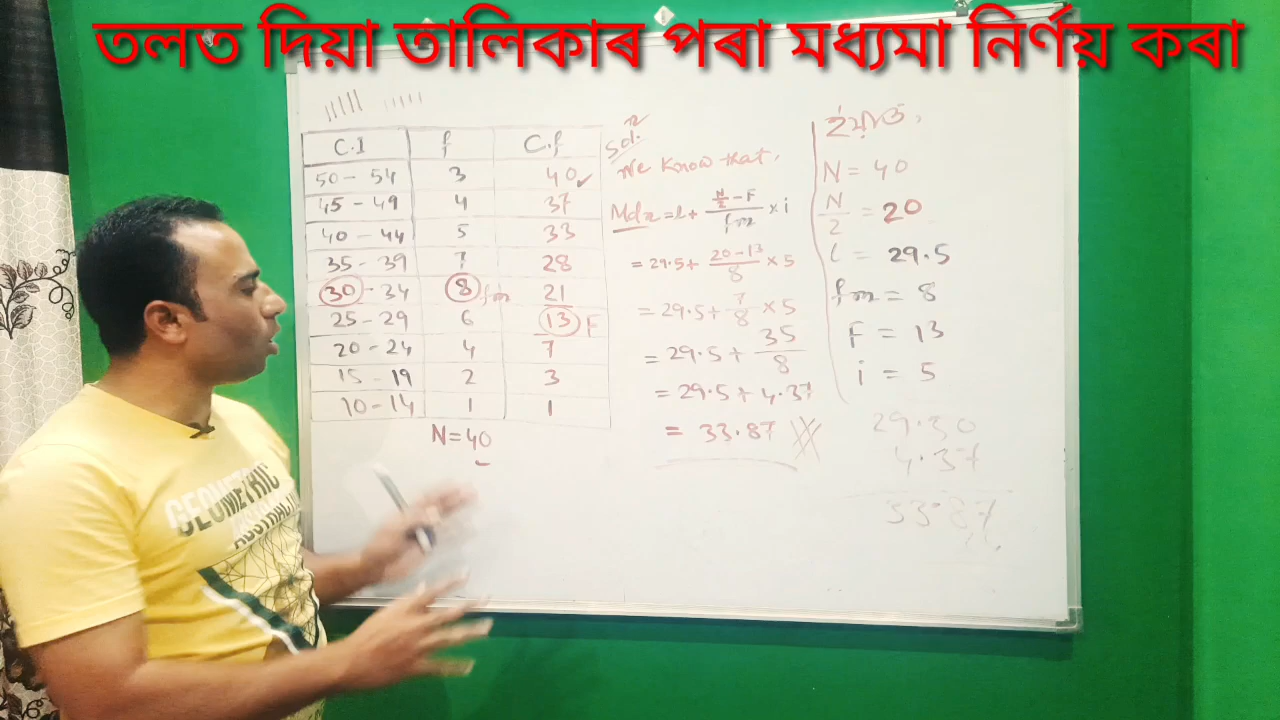 তলত দিয়া তালিকাৰ পৰা মধ্যমা নিৰ্ণয় কৰা
C.I f C.f
50 - 54 3 40
45 - 49 4 37
40 - 44 5 33
35 - 39 7 28
30 - 34 8 fm 21
25 - 29 6 13 F
20 - 24 4 7
15 - 19 2 3
10 - 14 1 1
N = 40
Solⁿ
We Know that,
Mdn = l + (N/2 - F)/fm × i
= 29.5 + (20 - 13)/8 × 5
= 29.5 + 7/8 × 5
= 29.5 + 35/8
= 29.5 + 4.37
= 33.87
ইয়াত,
N = 40
N/2 = 20
l = 29.5
fm = 8
F = 13
i = 5
29.30
4.37
33.87
GEOMETRIC